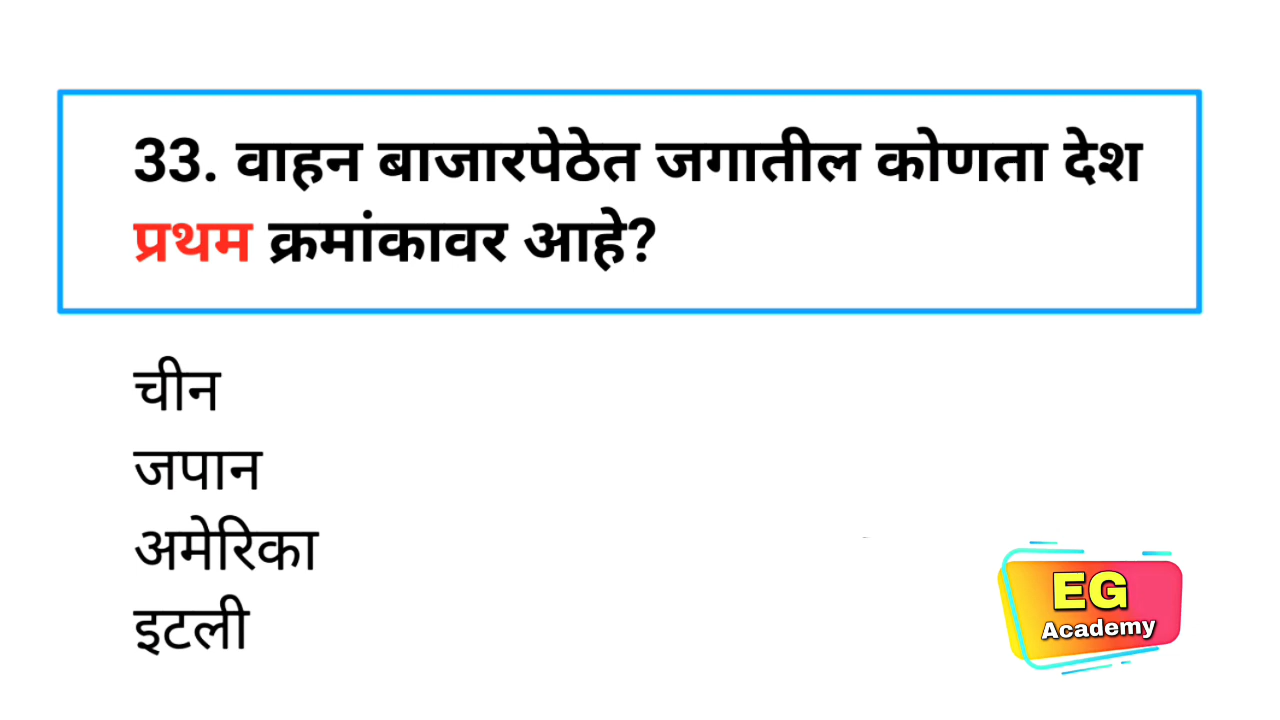 33. वाहन बाजारपेठेत जगातील कोणता देश
प्रथम क्रमांकावर आहे?
चीन
जपान
अमेरिका
इटली
EG
Academy